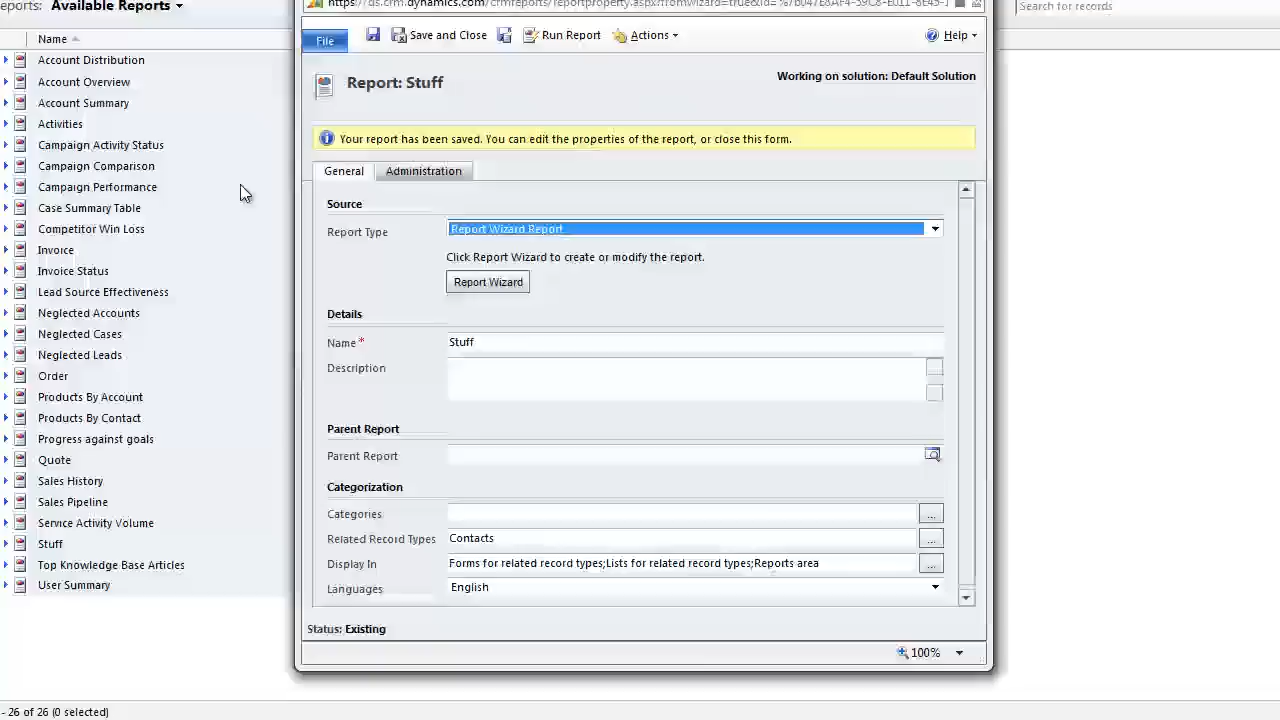 eports: Available Reports
Name
Account Distribution
Account Overview
Account Summary
Activities
Campaign Activity Status
Campaign Comparison
Campaign Performance
Case Summary Table
Competitor Win Loss
Invoice
Invoice Status
Lead Source Effectiveness
Neglected Accounts
Neglected Cases
Neglected Leads
Order
Products By Account
Products By Contact
Progress against goals
Quote
Sales History
Sales Pipeline
Service Activity Volume
Stuff
Top Knowledge Base Articles
User Summary
- 26 of 26 (0 selected)
Search for records
File
Save and Close
Run Report
Actions
Help
Report: Stuff
Working on solution: Default Solution
Your report has been saved. You can edit the properties of the report, or close this form.
General
Administration
Source
Report Type
Report Wizard Report
Click Report Wizard to create or modify the report.
Report Wizard
Details
Name *
Stuff
Description
Parent Report
Parent Report
Categorization
Categories
...
Related Record Types
Contacts
...
Display In
Forms for related record types;Lists for related record types;Reports area
...
Languages
English
Status: Existing
100%